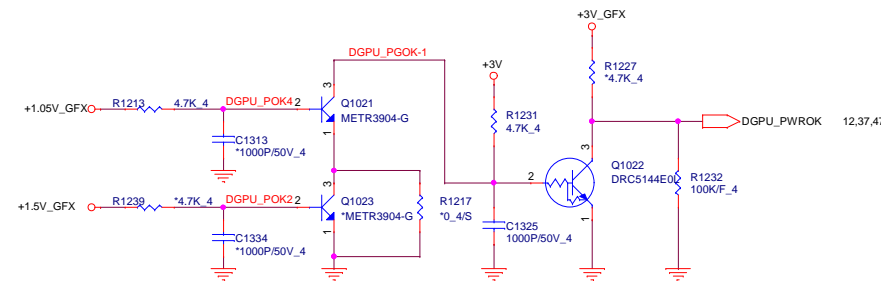 +3V_GFX
DGPU_PGOK-1
+3V
R1227
*4.7K_4
+1.05V_GFX
R1213
4.7K_4
DGPU_POK4
2
3
1
Q1021
METR3904-G
R1231
4.7K_4
DGPU_PWROK
12,37,47
C1313
*1000P/50V_4
2
3
1
Q1022
DRC5144E0L
+1.5V_GFX
R1239
*4.7K_4
DGPU_POK2
2
3
1
Q1023
*METR3904-G
R1217
*0_4/S
C1325
1000P/50V_4
R1232
100K/F_4
C1334
*1000P/50V_4